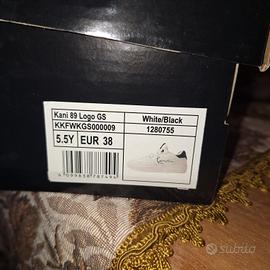 Kani 89 Logo GS
White/Black
KKFWKGS000009
1280755
5.5Y
EUR 38
subito